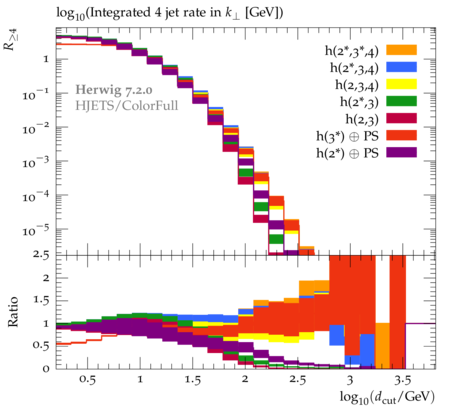 log10(Integrated 4 jet rate in k⊥ [GeV])
R≥4
1
10⁻¹
10⁻²
10⁻³
10⁻⁴
10⁻⁵
Herwig 7.2.0
HJETS/ColorFull
h(2*,3*,4)
h(2*,3,4)
h(2,3,4)
h(2*,3)
h(2,3)
h(3*) ⊕ PS
h(2*) ⊕ PS
2.5
2
1.5
1
0.5
0
Ratio
0.5 1 1.5 2 2.5 3 3.5
log10(dcut/GeV)